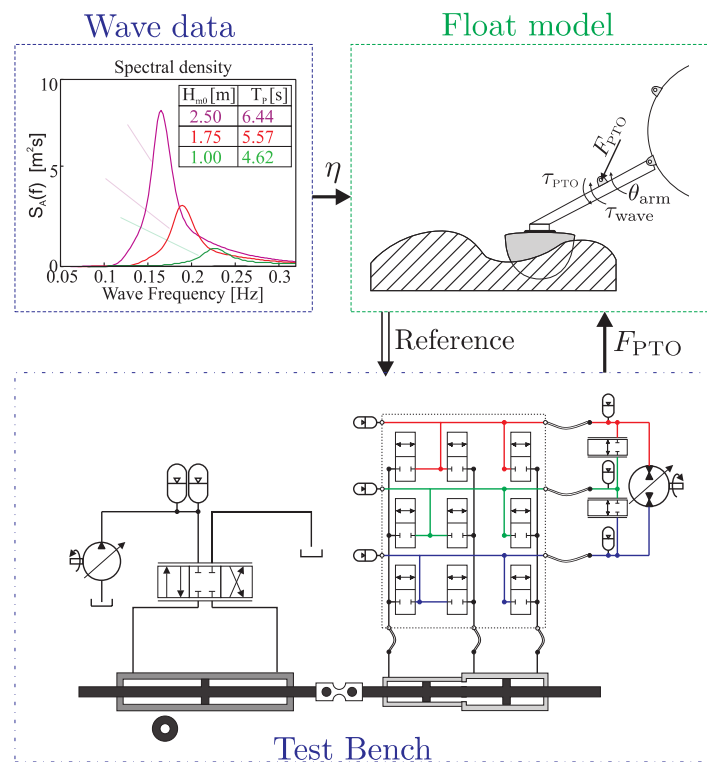 Wave data
Float model
Spectral density
10
5
0
S_A(f) [m²s]
H_m0 [m] T_P [s]
2.50 6.44
1.75 5.57
1.00 4.62
0.05 0.1 0.15 0.2 0.25 0.3
Wave Frequency [Hz]
η
F_PTO
τ_PTO
θ_arm
τ_wave
Reference
F_PTO
Test Bench